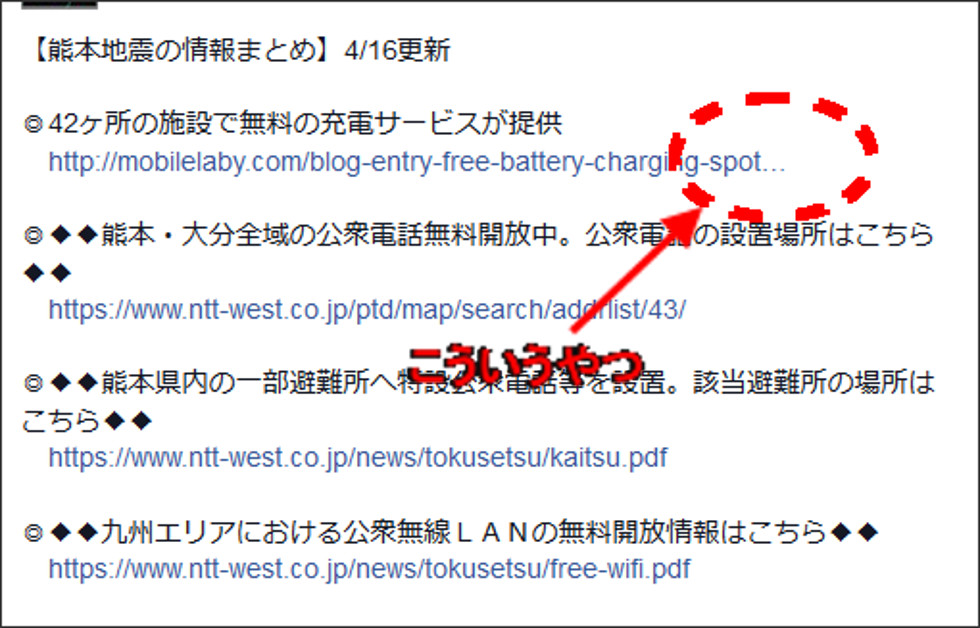 【熊本地震の情報まとめ】4/16更新
◎42ヶ所の施設で無料の充電サービスが提供
http://mobilelaby.com/blog-entry-free-battery-charging-spot…
◎◆◆熊本・大分全域の公衆電話無料開放中。公衆電話の設置場所はこちら
◆◆
https://www.ntt-west.co.jp/ptd/map/search/addrlist/43/
こういうやつ
◎◆◆熊本県内の一部避難所へ特設公衆電話等を設置。該当避難所の場所は
こちら◆◆
https://www.ntt-west.co.jp/news/tokusetsu/kaitsu.pdf
◎◆◆九州エリアにおける公衆無線ＬＡＮの無料開放情報はこちら◆◆
https://www.ntt-west.co.jp/news/tokusetsu/free-wifi.pdf